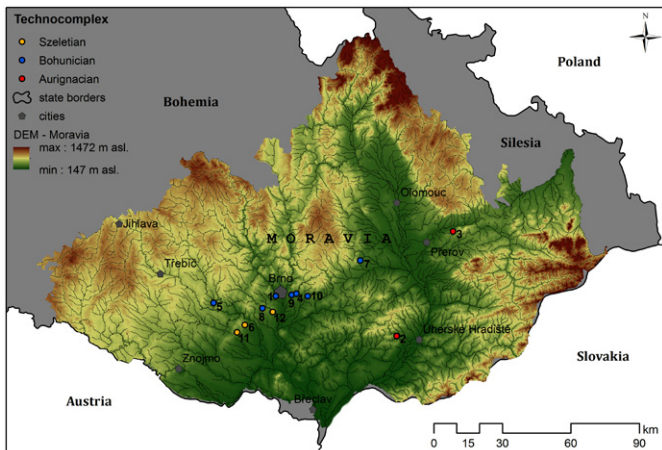 Technocomplex
Szeletian
Bohunician
Aurignacian
state borders
cities
DEM - Moravia
max : 1472 m asl.
min : 147 m asl.
N
Poland
Bohemia
Silesia
Olomouc
Jihlava
MORAVIA
3
Přerov
Třebíč
7
Brno
5
1
9
4
10
8
12
6
11
2
Uherské Hradiště
Znojmo
Slovakia
Austria
Břeclav
km
0 15 30 60 90